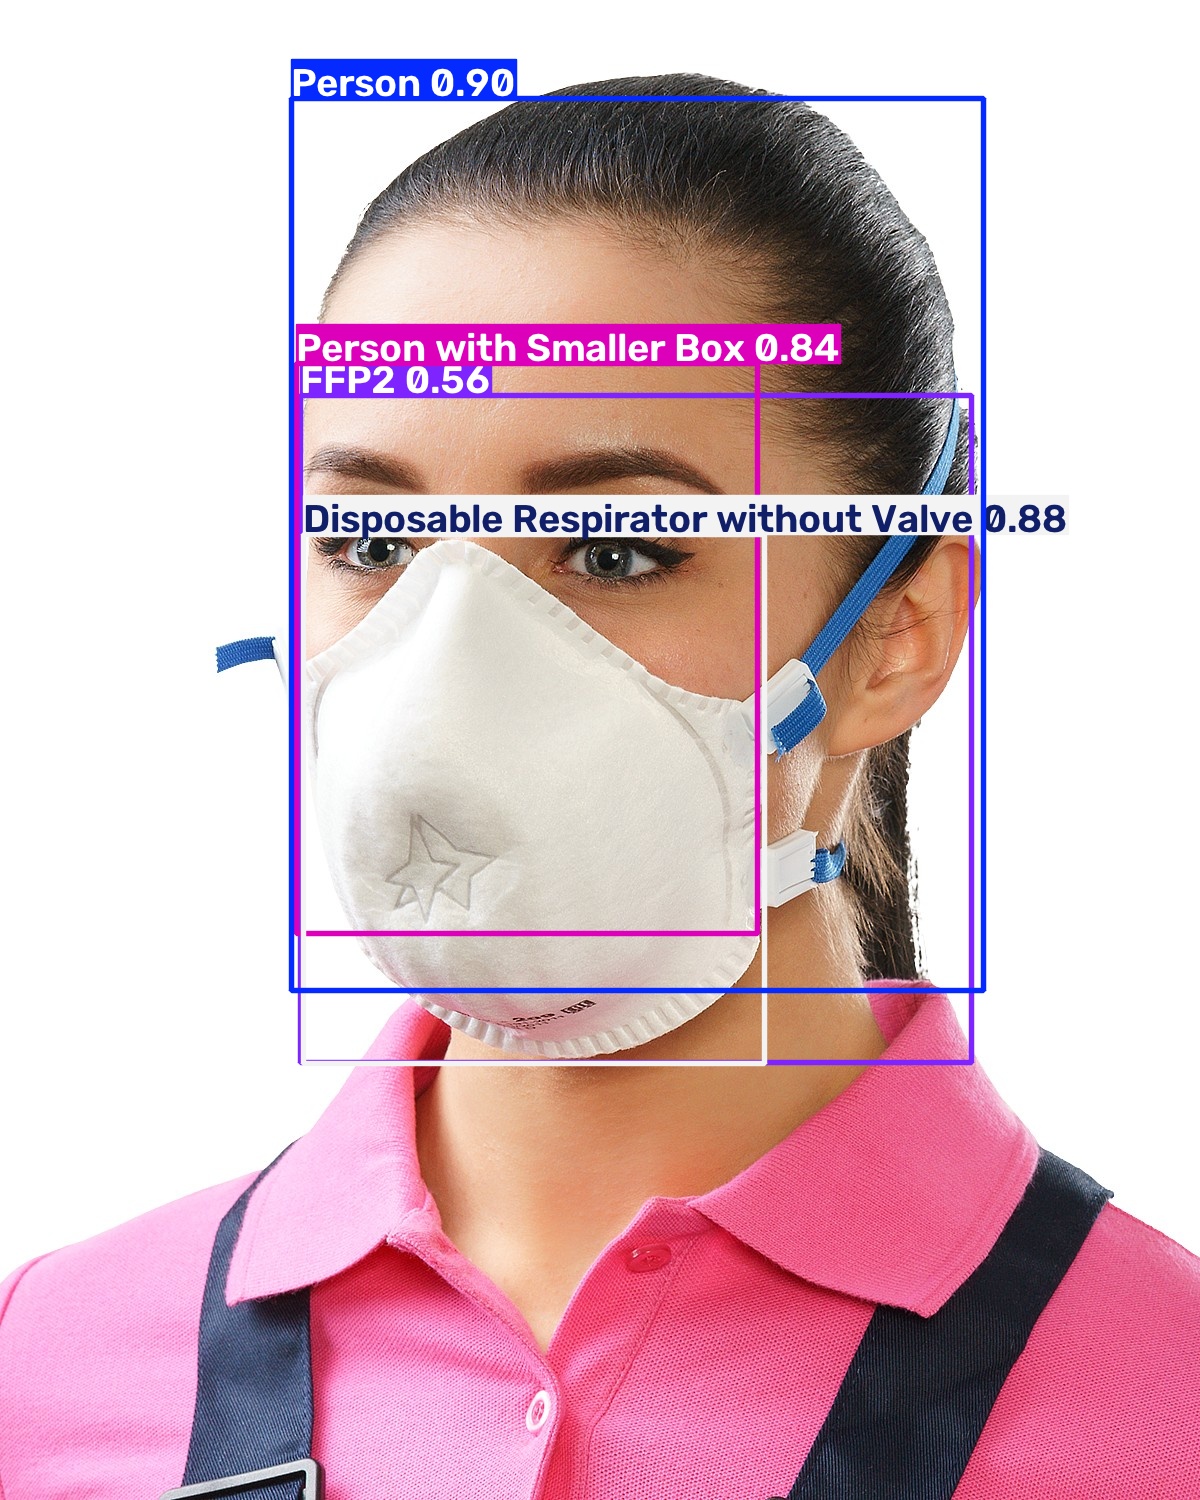 Person 0.90
Person with Smaller Box 0.84
FFP2 0.56
Disposable Respirator without Valve 0.88